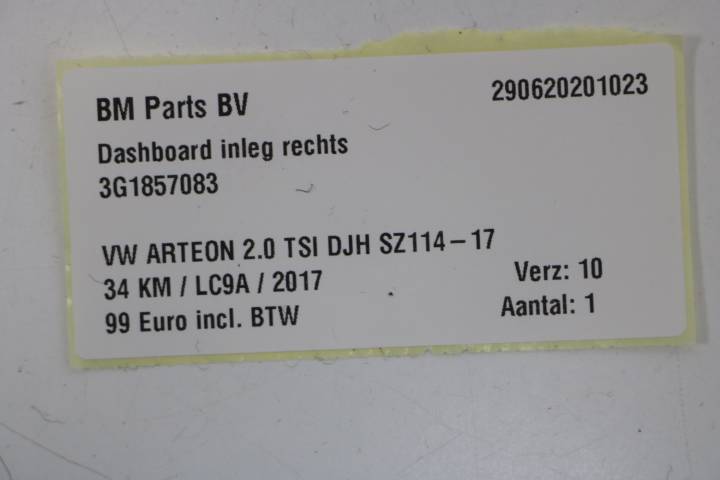 BM Parts BV
290620201023
Dashboard inleg rechts
3G1857083
VW ARTEON 2.0 TSI DJH SZ114-17
34 KM / LC9A / 2017
Verz: 10
99 Euro incl. BTW
Aantal: 1